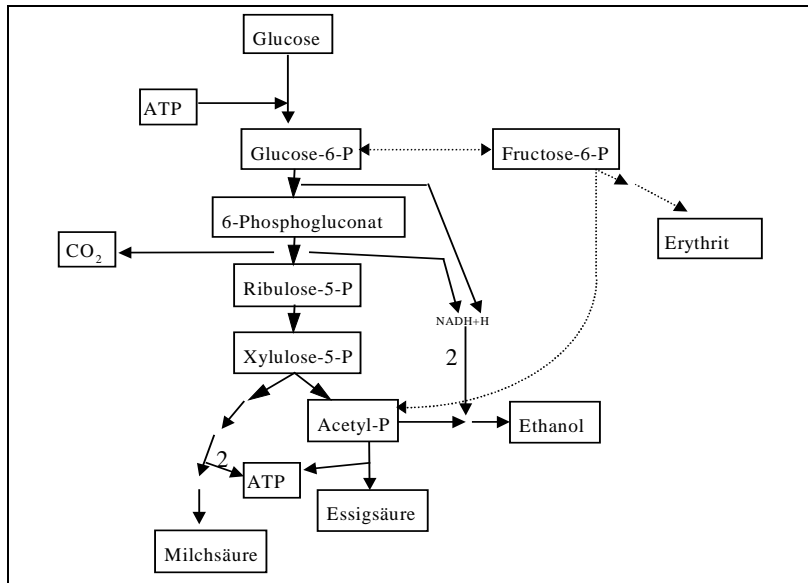 Glucose
ATP
Glucose-6-P
Fructose-6-P
6-Phosphogluconat
CO2
Erythrit
Ribulose-5-P
NADH+H
Xylulose-5-P
2
Acetyl-P
Ethanol
2
ATP
Essigsäure
Milchsäure